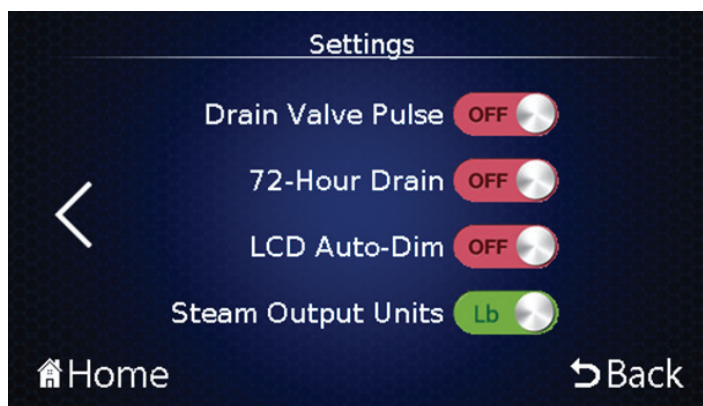 Settings
Drain Valve Pulse OFF
72-Hour Drain OFF
LCD Auto-Dim OFF
Steam Output Units Lb
Home Back